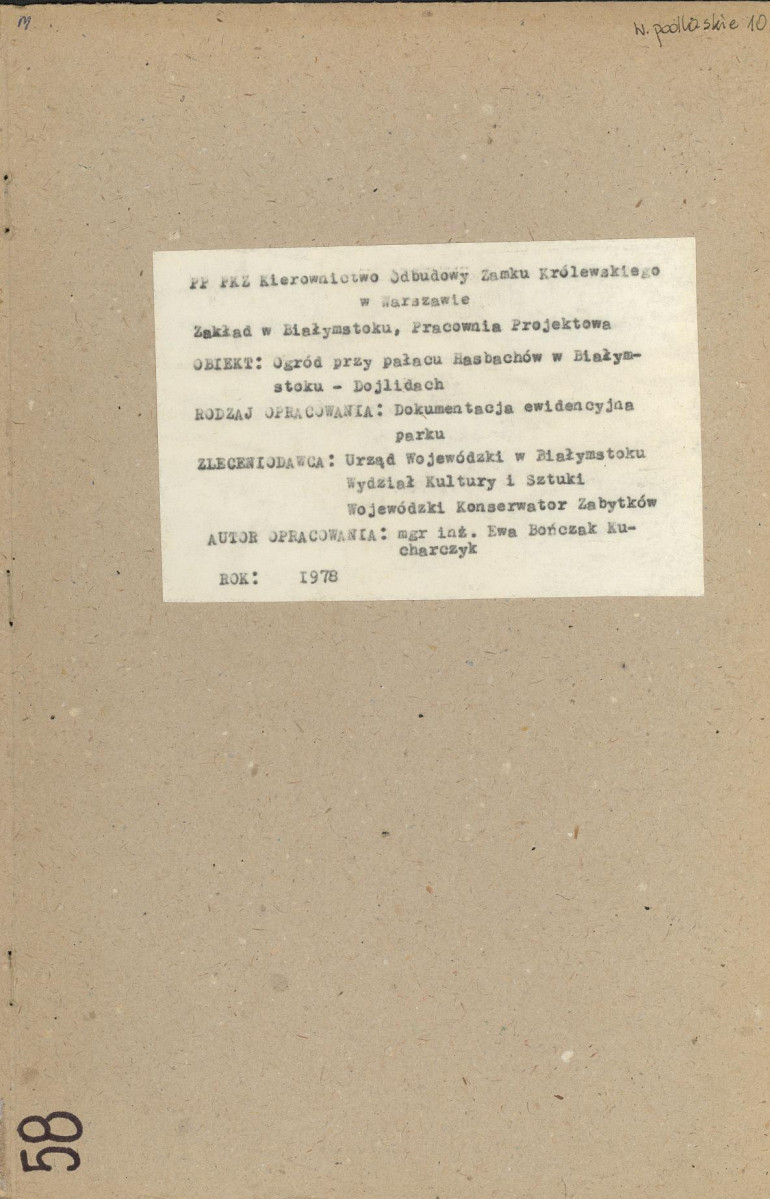 M.
w. podlaskie 10
PP PKZ Kierownictwo Odbudowy Zamku Królewskiego
w Warszawie
Zakład w Białymstoku, Pracownia Projektowa
OBIEKT: Ogród przy pałacu Hasbachów w Białym-
stoku - Dojlidach
RODZAJ OPRACOWANIA: Dokumentacja ewidencyjna
parku
ZLECENIODAWCA: Urząd Wojewódzki w Białymstoku
Wydział Kultury i Sztuki
Wojewódzki Konserwator Zabytków
AUTOR OPRACOWANIA: mgr inż. Ewa Bończak Ku-
charczyk
ROK: 1978
58